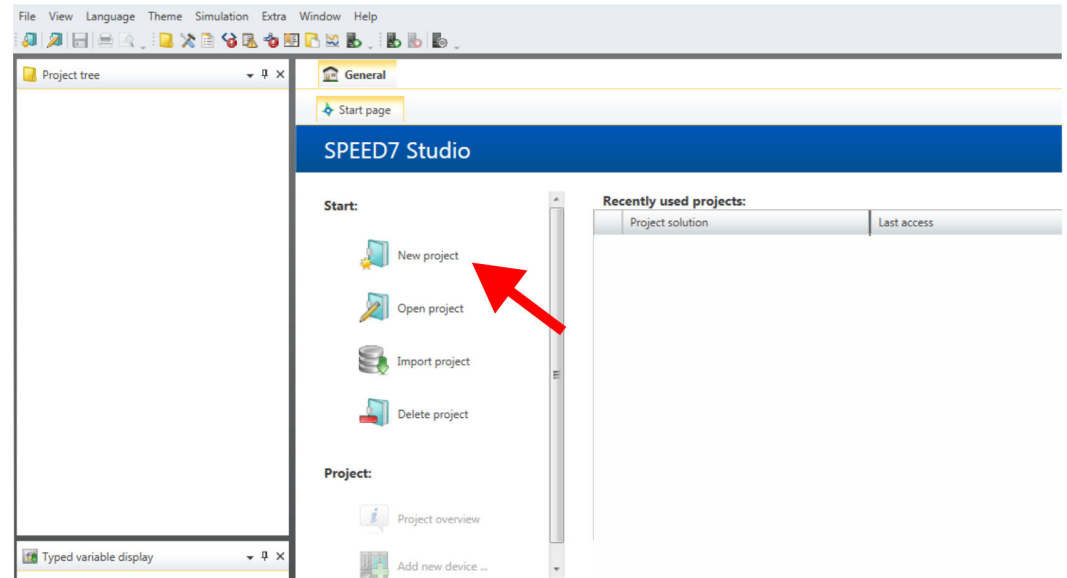 File View Language Theme Simulation Extra Window Help
Project tree
General
Start page
SPEED7 Studio
Start:
Recently used projects:
Project solution Last access
New project
Open project
Import project
Delete project
Project:
Project overview
Add new device ...
Typed variable display